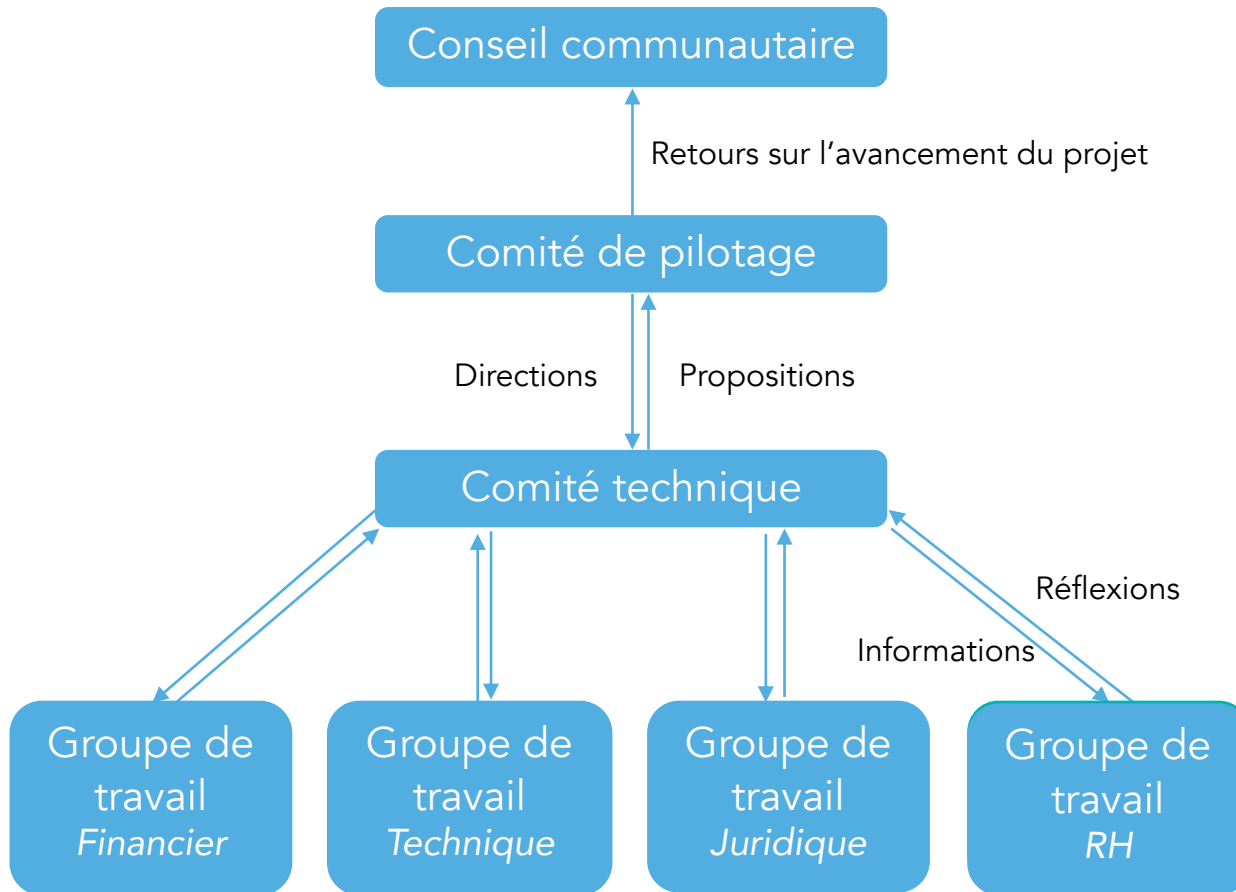 Conseil communautaire
Retours sur l’avancement du projet
Comité de pilotage
Directions
Propositions
Comité technique
Réflexions
Informations
Groupe de
travail
Financier
Groupe de
travail
Technique
Groupe de
travail
Juridique
Groupe de
travail
RH